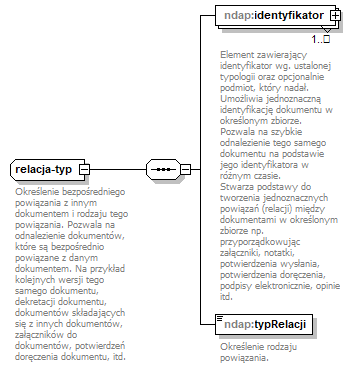 ndap:identyfikator
1..
Element zawierający
identyfikator wg. ustalonej
typologii oraz opcjonalnie
podmiot, który nadał.
Umożliwia jednoznaczną
identyfikację dokumentu w
określonym zbiorze.
Pozwala na szybkie
odnalezienie tego samego
dokumentu na podstawie
jego identyfikatora w
różnym czasie.
Stwarza podstawy do
tworzenia jednoznacznych
powiązań (relacji) między
dokumentami w określonym
zbiorze np.
przyporządkowując
załączniki, notatki,
potwierdzenia wysłania,
potwierdzenia doręczenia,
podpisy elektronicznie, opinie
itd.
relacja-typ
Określenie bezpośredniego
powiązania z innym
dokumentem i rodzaju tego
powiązania. Pozwala na
odnalezienie dokumentów,
które są bezpośrednio
powiązane z danym
dokumentem. Na przykład
kolejnych wersji tego
samego dokumentu,
dekretacji dokumentu,
dokumentów składających
się z innych dokumentów,
załączników do
dokumentów, potwierdzeń
doręczenia dokumentu, itd.
ndap:typRelacji
Określenie rodzaju
powiązania.